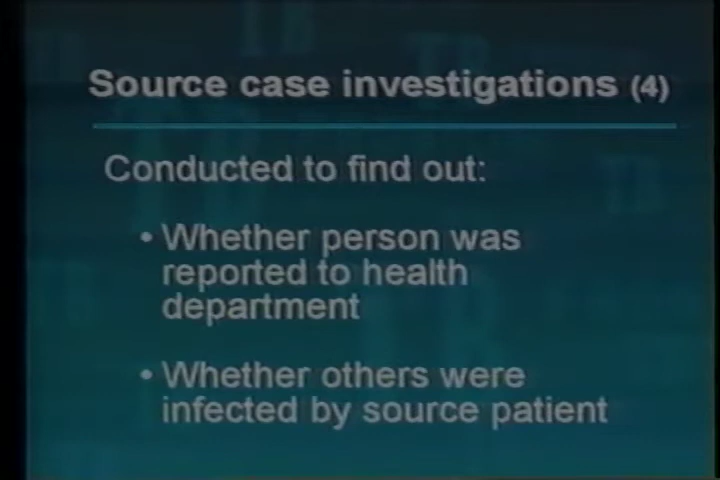 Source case investigations (4)
Conducted to find out:
• Whether person was
reported to health
department
• Whether others were
infected by source patient